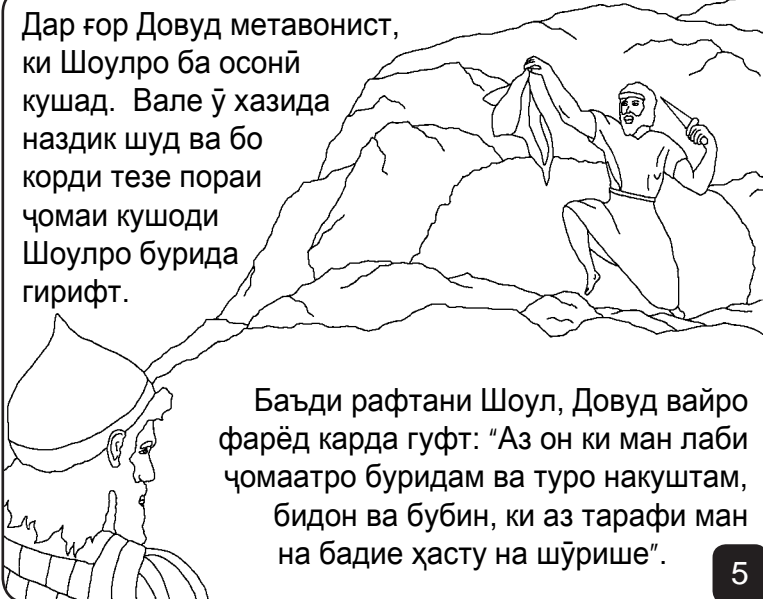 Дар ғор Довуд метавонист,
ки Шоулро ба осонӣ
кушад.  Вале ӯ хазида
наздик шуд ва бо
корди тезе пораи
ҷомаи кушоди
Шоулро бурида
гирифт.
Баъди рафтани Шоул, Довуд вайро
фарёд карда гуфт: "Аз он ки ман лаби
ҷомаатро буридам ва туро накуштам,
бидон ва бубин, ки аз тарафи ман
на бадие ҳасту на шӯрише".
5